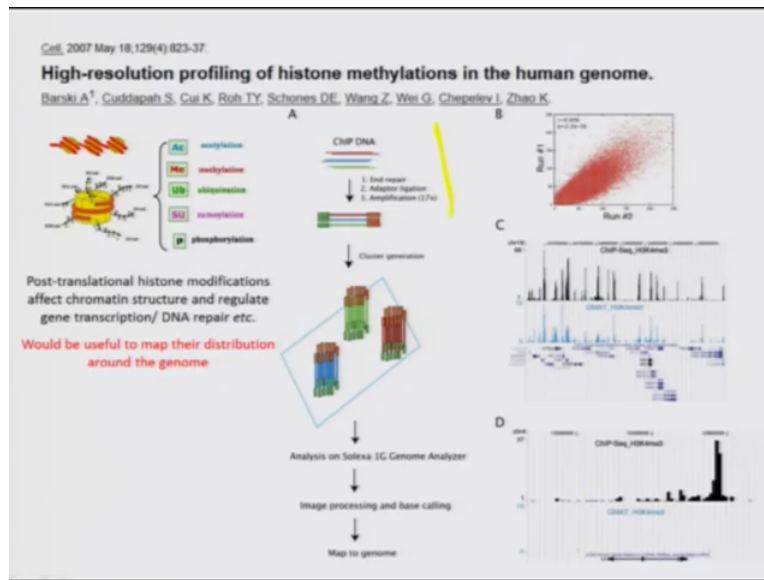 Cell. 2007 May 18;129(4):823-37.
High-resolution profiling of histone methylations in the human genome.
Barski A¹, Cuddapah S, Cui K, Roh TY, Schones DE, Wang Z, Wei G, Chepelev I, Zhao K.
Ac acetylation
Me methylation
Ub ubiquitination
SU sumoylation
p phosphorylation
Post-translational histone modifications
affect chromatin structure and regulate
gene transcription/ DNA repair etc.
Would be useful to map their distribution
around the genome
A
ChIP DNA
1. End repair
2. Adaptor ligation
3. Amplification (17x)
Cluster generation
Analysis on Solexa 1G Genome Analyzer
Image processing and base calling
Map to genome
B
Run #1
Run #2
C
ChIP-Seq_H3K4me3
GMAT_H3K4me3
D
ChIP-Seq_H3K4me3
GMAT_H3K4me3